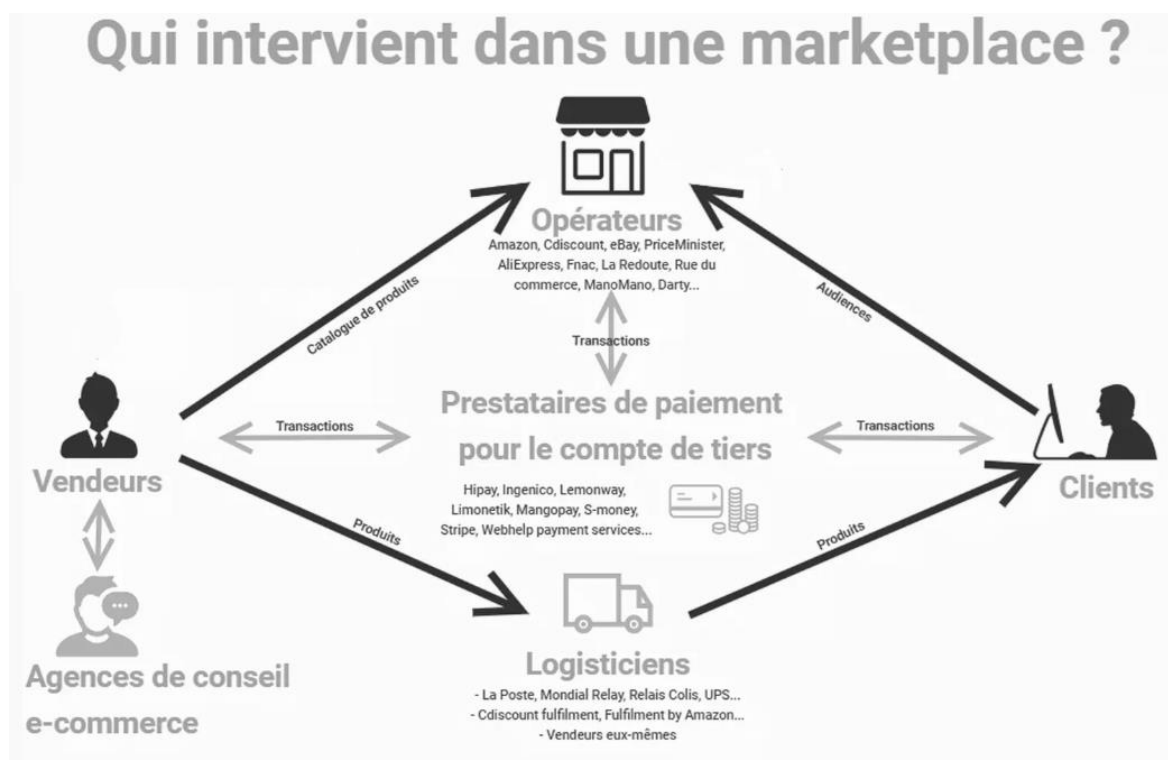 Qui intervient dans une marketplace ?
Opérateurs
Amazon, Cdiscount, eBay, PriceMinister,
AliExpress, Fnac, La Redoute, Rue du
commerce, ManoMano, Darty...
Catalogue de produits
Audiences
Transactions
Prestataires de paiement
pour le compte de tiers
Transactions
Transactions
Vendeurs
Clients
Hipay, Ingenico, Lemonway,
Limonetik, Mangopay, S-money,
Stripe, Webhelp payment services...
Produits
Produits
Agences de conseil
e-commerce
Logisticiens
- La Poste, Mondial Relay, Relais Colis, UPS...
- Cdiscount fulfilment, Fulfilment by Amazon...
- Vendeurs eux-mêmes